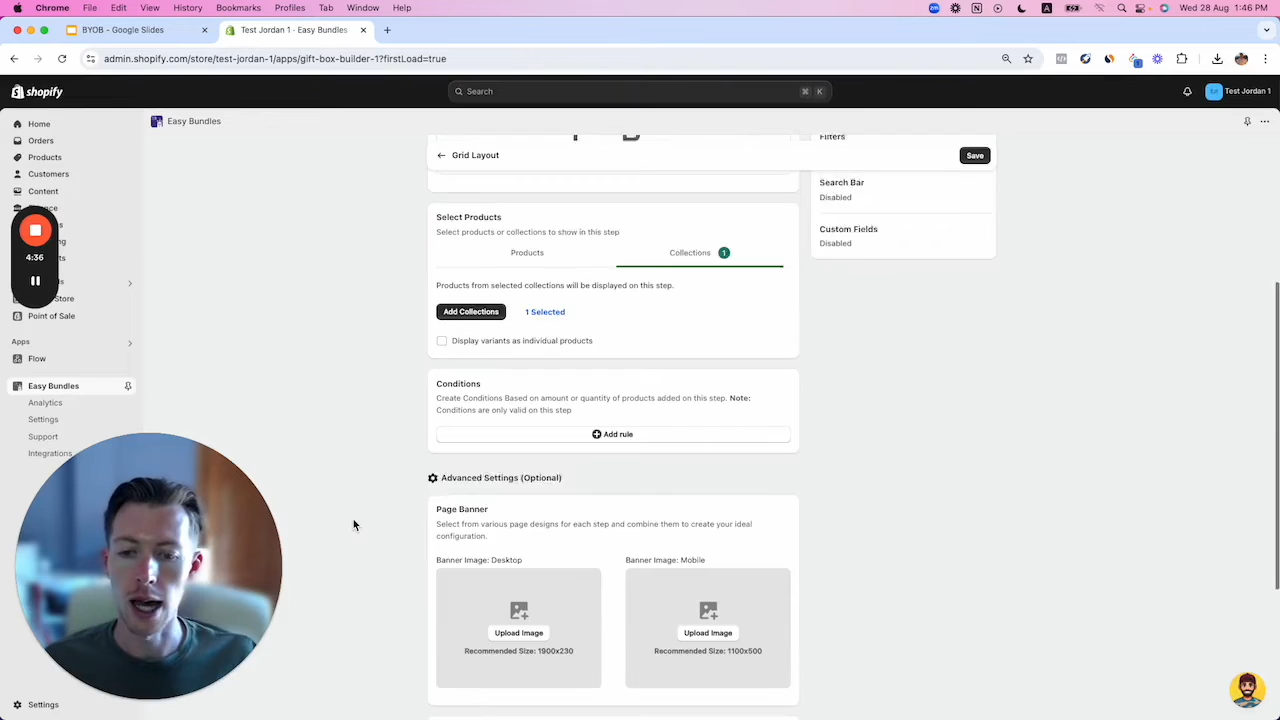 Chrome File Edit View History Bookmarks Profiles Tab Window Help
Wed 28 Aug 1:46 PM
BYOB - Google Slides
Test Jordan 1 · Easy Bundles
admin.shopify.com/store/test-jordan-1/apps/gift-box-builder-1?firstLoad=true
shopify
Search
⌘ K
Test Jordan 1
Home
Orders
Products
Customers
Content
4:36
Point of Sale
Apps
Flow
Easy Bundles
Analytics
Settings
Support
Integrations
Settings
Easy Bundles
Grid Layout
Save
Select Products
Select products or collections to show in this step
Products
Collections 1
Products from selected collections will be displayed on this step.
Add Collections
1 Selected
Display variants as individual products
Conditions
Create Conditions Based on amount or quantity of products added on this step. Note:
Conditions are only valid on this step
Add rule
Advanced Settings (Optional)
Page Banner
Select from various page designs for each step and combine them to create your ideal
configuration.
Banner Image: Desktop
Banner Image: Mobile
Upload Image
Upload Image
Recommended Size: 1900x230
Recommended Size: 1100x500
Filters
Search Bar
Disabled
Custom Fields
Disabled